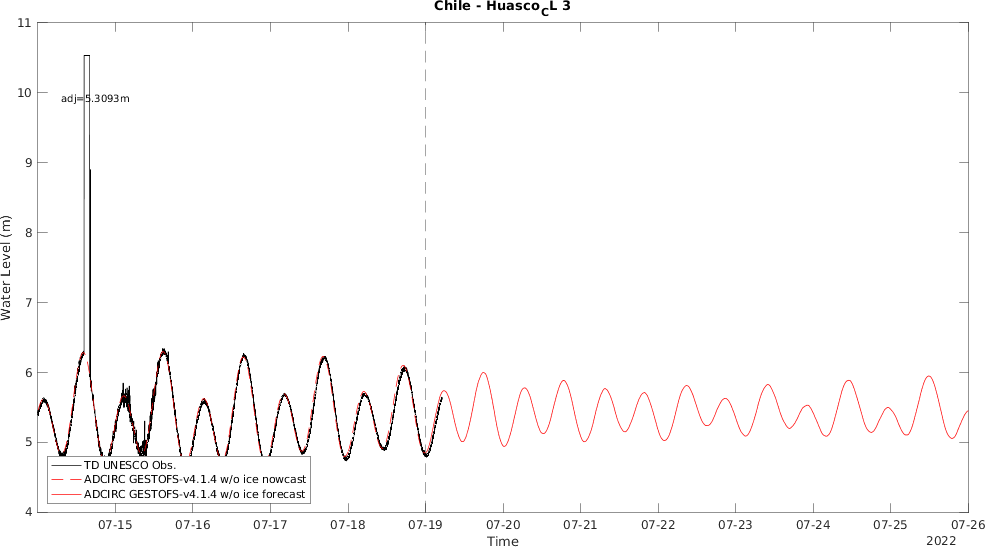 Chile - Huasco_CL 3
11
10
9
8
7
6
5
4
Water Level (m)
adj=5.3093m
TD UNESCO Obs.
ADCIRC GESTOFS-v4.1.4 w/o ice nowcast
ADCIRC GESTOFS-v4.1.4 w/o ice forecast
07-15 07-16 07-17 07-18 07-19 07-20 07-21 07-22 07-23 07-24 07-25 07-26
Time
2022